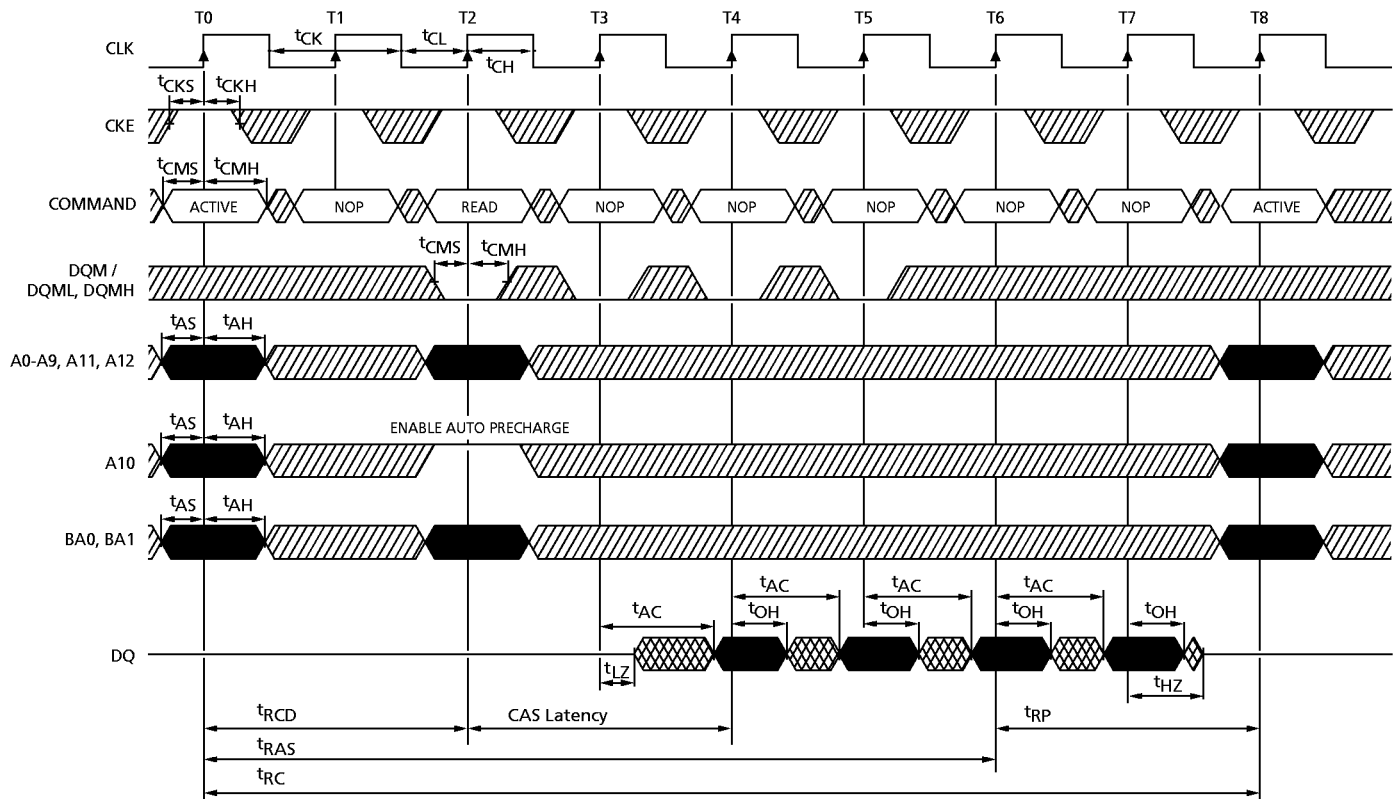 T0 T1 T2 T3 T4 T5 T6 T7 T8
CLK
tCK tCL
tCH
tCKS tCKH
CKE
tCMS tCMH
COMMAND ACTIVE NOP READ NOP NOP NOP NOP NOP ACTIVE
tCMS tCMH
DQM /
DQML, DQMH
tAS tAH
A0-A9, A11, A12
tAS tAH
ENABLE AUTO PRECHARGE
A10
tAS tAH
BA0, BA1
tAC tAC tAC
tAC tOH tOH tOH tOH
DQ
tLZ
tHZ
tRCD CAS Latency tRP
tRAS
tRC